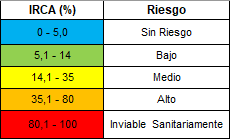 IRCA (%) Riesgo
0 - 5,0 Sin Riesgo
5,1 - 14 Bajo
14,1 - 35 Medio
35,1 - 80 Alto
80,1 - 100 Inviable Sanitariamente